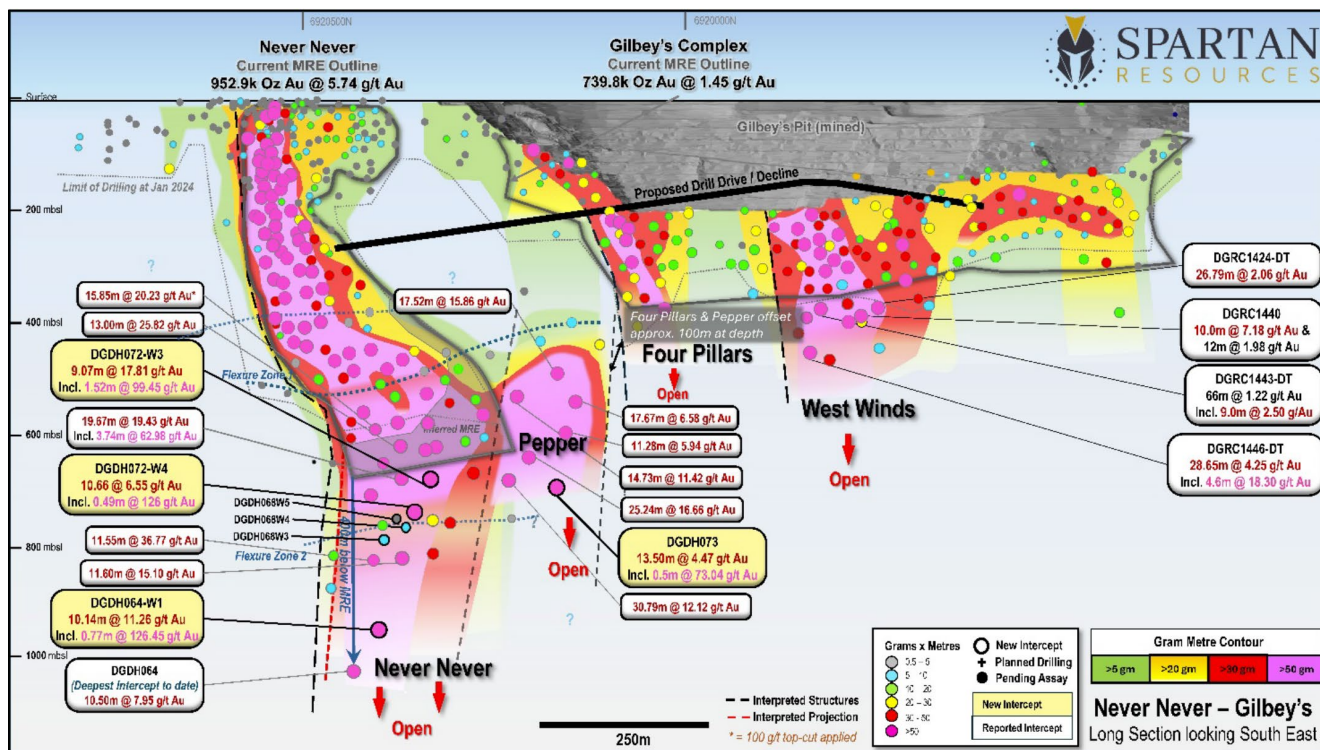 6920500N
6920000N
Never Never
Current MRE Outline
952.9k Oz Au @ 5.74 g/t Au
Gilbey's Complex
Current MRE Outline
739.8k Oz Au @ 1.45 g/t Au
SPARTAN
RESOURCES
Surface
Gilbey's Pit (mined)
Limit of Drilling at Jan 2024
Proposed Drill Drive / Decline
200 mbsl
?
?
15.85m @ 20.23 g/t Au*
17.52m @ 15.86 g/t Au
DGRC1424-DT
26.79m @ 2.06 g/t Au
13.00m @ 25.82 g/t Au
400 mbsl
Four Pillars & Pepper offset
approx. 100m at depth
DGRC1440
10.0m @ 7.18 g/t Au &
12m @ 1.98 g/t Au
DGDH072-W3
9.07m @ 17.81 g/t Au
Incl. 1.52m @ 99.45 g/t Au
Flexure Zone 1
Four Pillars
Open
West Winds
Open
DGRC1443-DT
66m @ 1.22 g/t Au
Incl. 9.0m @ 2.50 g/Au
19.67m @ 19.43 g/t Au
Incl. 3.74m @ 62.98 g/t Au
Inferred MRE
600 mbsl
Pepper
17.67m @ 6.58 g/t Au
11.28m @ 5.94 g/t Au
14.73m @ 11.42 g/t Au
25.24m @ 16.66 g/t Au
DGRC1446-DT
28.65m @ 4.25 g/t Au
Incl. 4.6m @ 18.30 g/t Au
DGDH072-W4
10.66 @ 6.55 g/t Au
Incl. 0.49m @ 126 g/t Au
DGDH068W5
DGDH068W4
DGDH068W3
?
11.55m @ 36.77 g/t Au
800 mbsl
Flexure Zone 2
400m below MRE
Open
DGDH073
13.50m @ 4.47 g/t Au
Incl. 0.5m @ 73.04 g/t Au
11.60m @ 15.10 g/t Au
30.79m @ 12.12 g/t Au
?
DGDH064-W1
10.14m @ 11.26 g/t Au
Incl. 0.77m @ 126.45 g/t Au
1000 mbsl
DGDH064
(Deepest intercept to date)
10.50m @ 7.95 g/t Au
Never Never
Open
Interpreted Structures
Interpreted Projection
* = 100 g/t top-cut applied
250m
Grams x Metres
0.5 - 5
5 - 10
10 - 20
20 - 30
30 - 50
>50
New Intercept
Planned Drilling
Pending Assay
New Intercept
Reported Intercept
Gram Metre Contour
>5 gm
>20 gm
>30 gm
>50 gm
Never Never – Gilbey's
Long Section looking South East